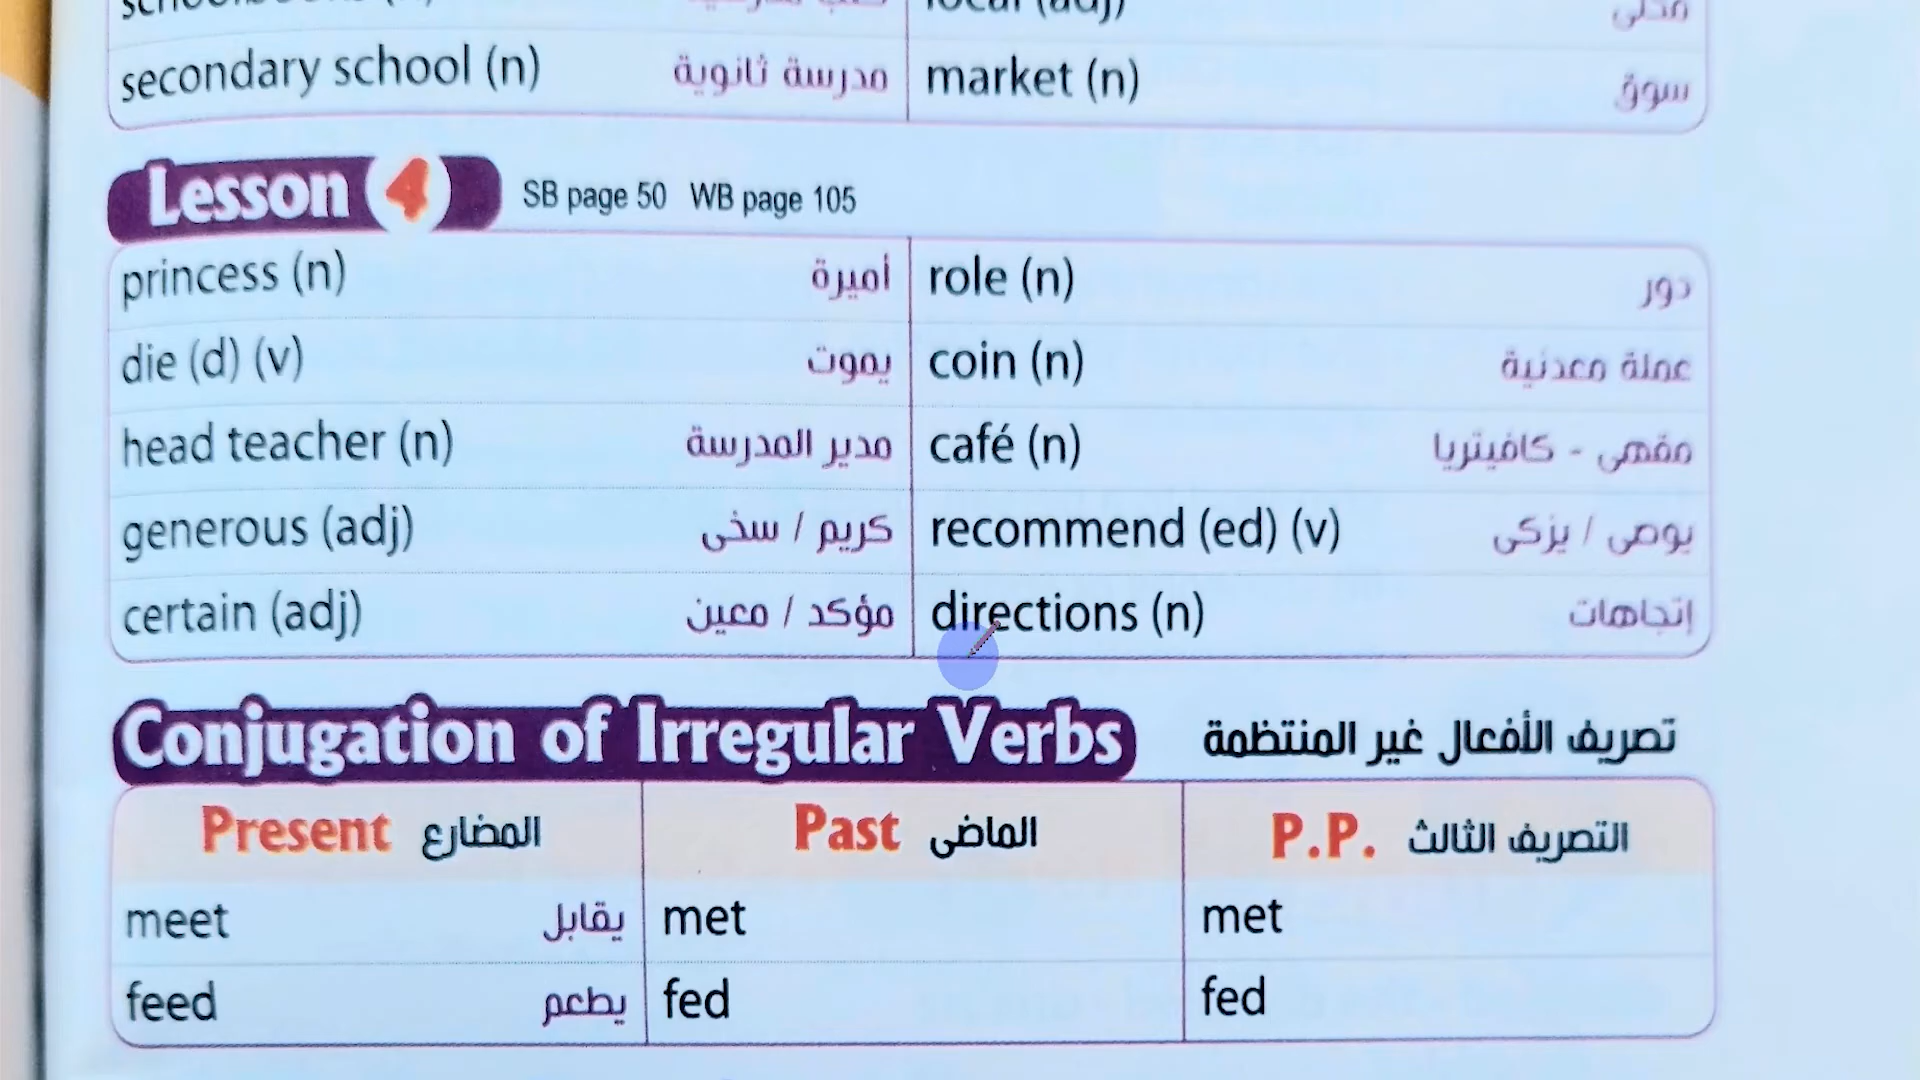 local (adj) محلى
secondary school (n) مدرسة ثانوية market (n) سوق
Lesson 4 SB page 50 WB page 105
princess (n) أميرة role (n) دور
die (d) (v) يموت coin (n) عملة معدنية
head teacher (n) مدير المدرسة café (n) مقهى - كافيتريا
generous (adj) كريم / سخى recommend (ed) (v) يوصى / يزكى
certain (adj) مؤكد / معين directions (n) إتجاهات
Conjugation of Irregular Verbs تصريف الأفعال غير المنتظمة
Present المضارع Past الماضى P.P. التصريف الثالث
meet يقابل met met
feed يطعم fed fed